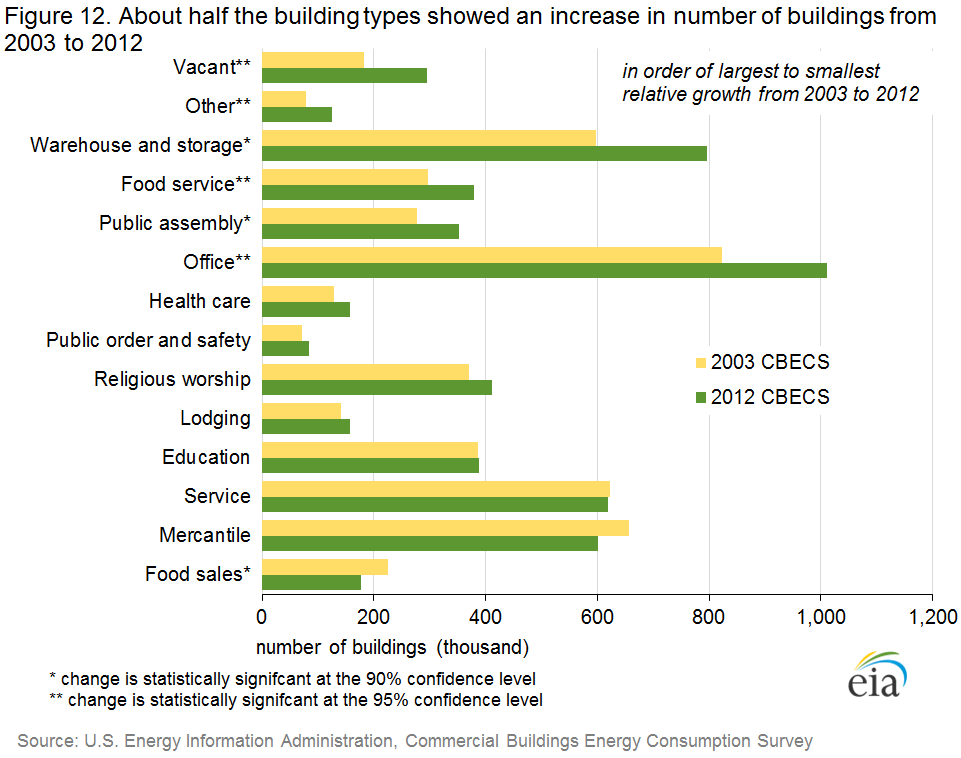 Figure 12. About half the building types showed an increase in number of buildings from
2003 to 2012
in order of largest to smallest
relative growth from 2003 to 2012
Vacant**
Other**
Warehouse and storage*
Food service**
Public assembly*
Office**
Health care
Public order and safety
Religious worship
Lodging
Education
Service
Mercantile
Food sales*
2003 CBECS
2012 CBECS
0 200 400 600 800 1,000 1,200
number of buildings (thousand)
* change is statistically signifcant at the 90% confidence level
** change is statistically signifcant at the 95% confidence level
eia
Source: U.S. Energy Information Administration, Commercial Buildings Energy Consumption Survey